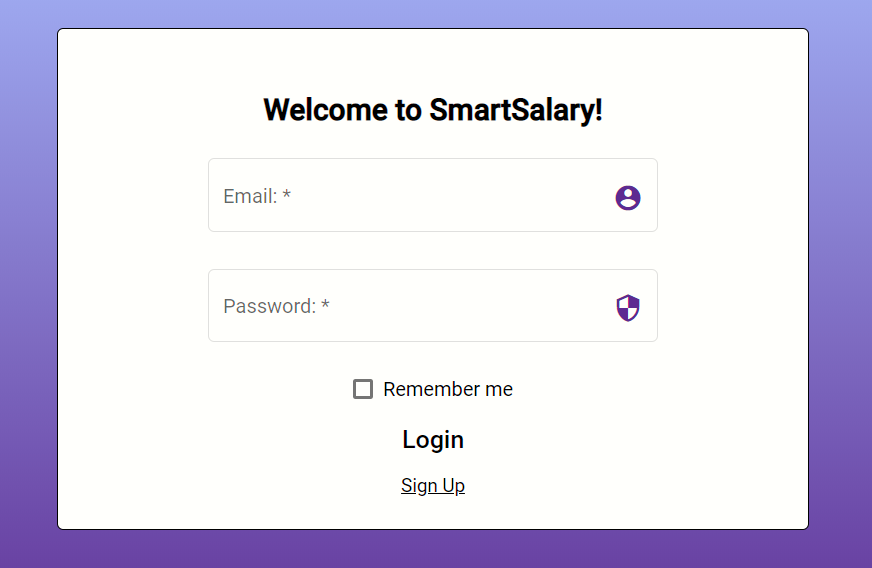 Welcome to SmartSalary!
Email: *
Password: *
Remember me
Login
Sign Up